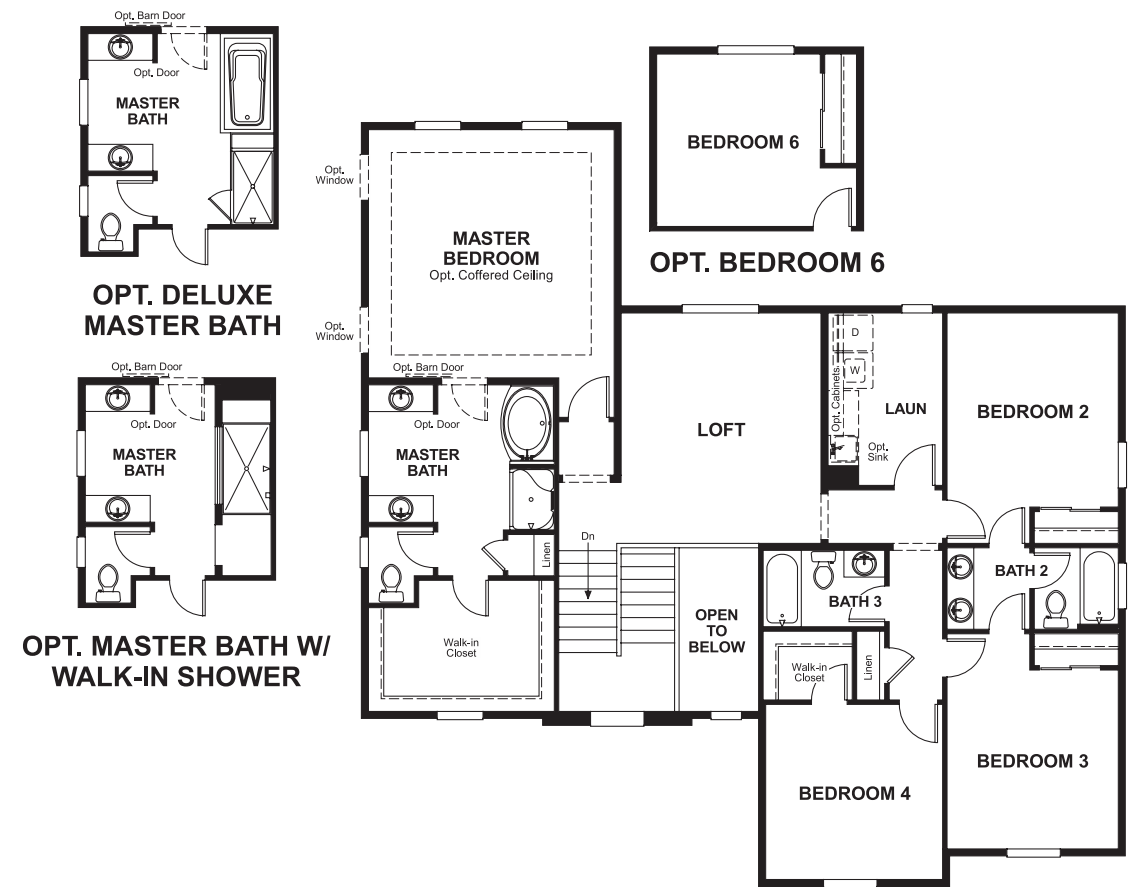 Opt. Barn Door
Opt. Door
MASTER
BATH
OPT. DELUXE
MASTER BATH
Opt. Barn Door
Opt. Door
MASTER
BATH
OPT. MASTER BATH W/
WALK-IN SHOWER
BEDROOM 6
OPT. BEDROOM 6
Opt.
Window
MASTER
BEDROOM
Opt. Coffered Ceiling
Opt.
Window
Opt. Barn Door
Opt. Door
MASTER
BATH
Linen
Walk-in
Closet
Dn
LOFT
OPEN
TO
BELOW
D
W
Opt. Cabinets
LAUN
Opt.
Sink
BEDROOM 2
BATH 2
BATH 3
Walk-in
Closet
Linen
BEDROOM 3
BEDROOM 4